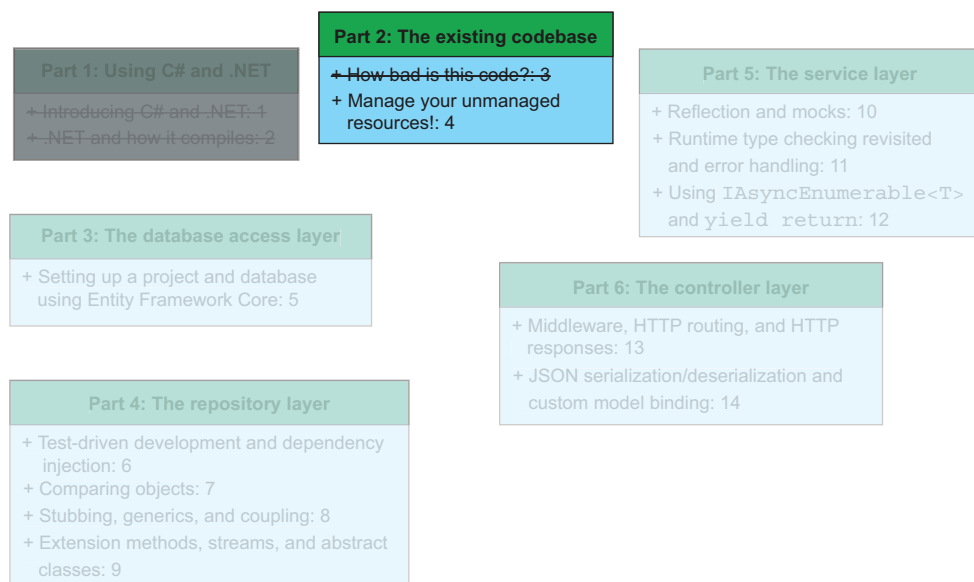 Part 1: Using C# and .NET
+ Introducing C# and .NET: 1
+ .NET and how it compiles: 2
Part 2: The existing codebase
+ How bad is this code?: 3
+ Manage your unmanaged
resources!: 4
Part 5: The service layer
+ Reflection and mocks: 10
+ Runtime type checking revisited
and error handling: 11
+ Using IAsyncEnumerable<T>
and yield return: 12
Part 3: The database access layer
+ Setting up a project and database
using Entity Framework Core: 5
Part 6: The controller layer
+ Middleware, HTTP routing, and HTTP
responses: 13
+ JSON serialization/deserialization and
custom model binding: 14
Part 4: The repository layer
+ Test-driven development and dependency
injection: 6
+ Comparing objects: 7
+ Stubbing, generics, and coupling: 8
+ Extension methods, streams, and abstract
classes: 9